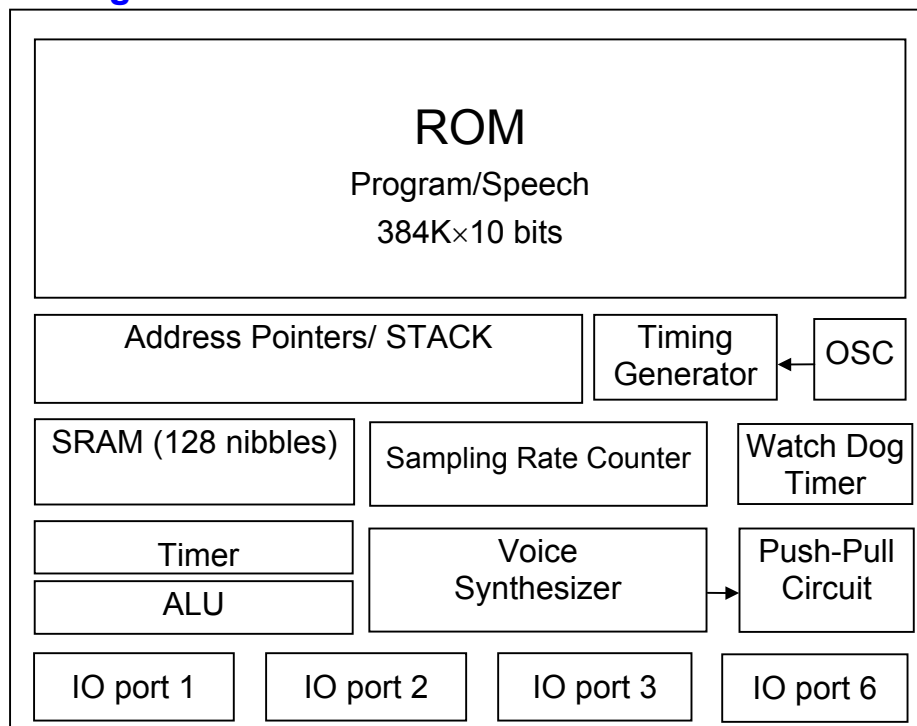 ROM
Program/Speech
384K×10 bits
Address Pointers/ STACK
Timing
Generator
OSC
SRAM (128 nibbles)
Sampling Rate Counter
Watch Dog
Timer
Timer
ALU
Voice
Synthesizer
Push-Pull
Circuit
IO port 1
IO port 2
IO port 3
IO port 6